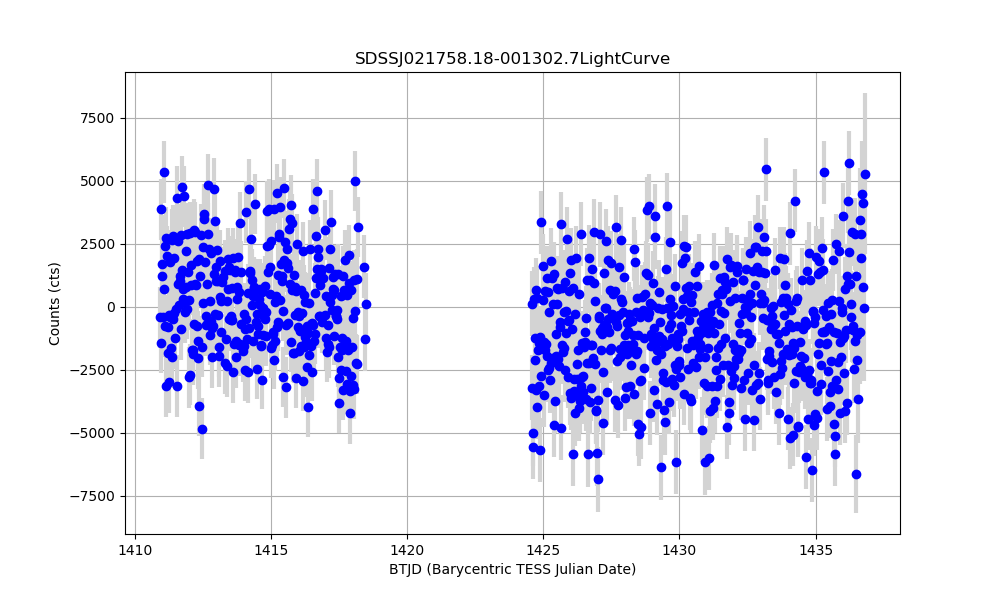 SDSSJ021758.18-001302.7LightCurve
7500
5000
2500
0
−2500
−5000
−7500
Counts (cts)
1410 1415 1420 1425 1430 1435
BTJD (Barycentric TESS Julian Date)